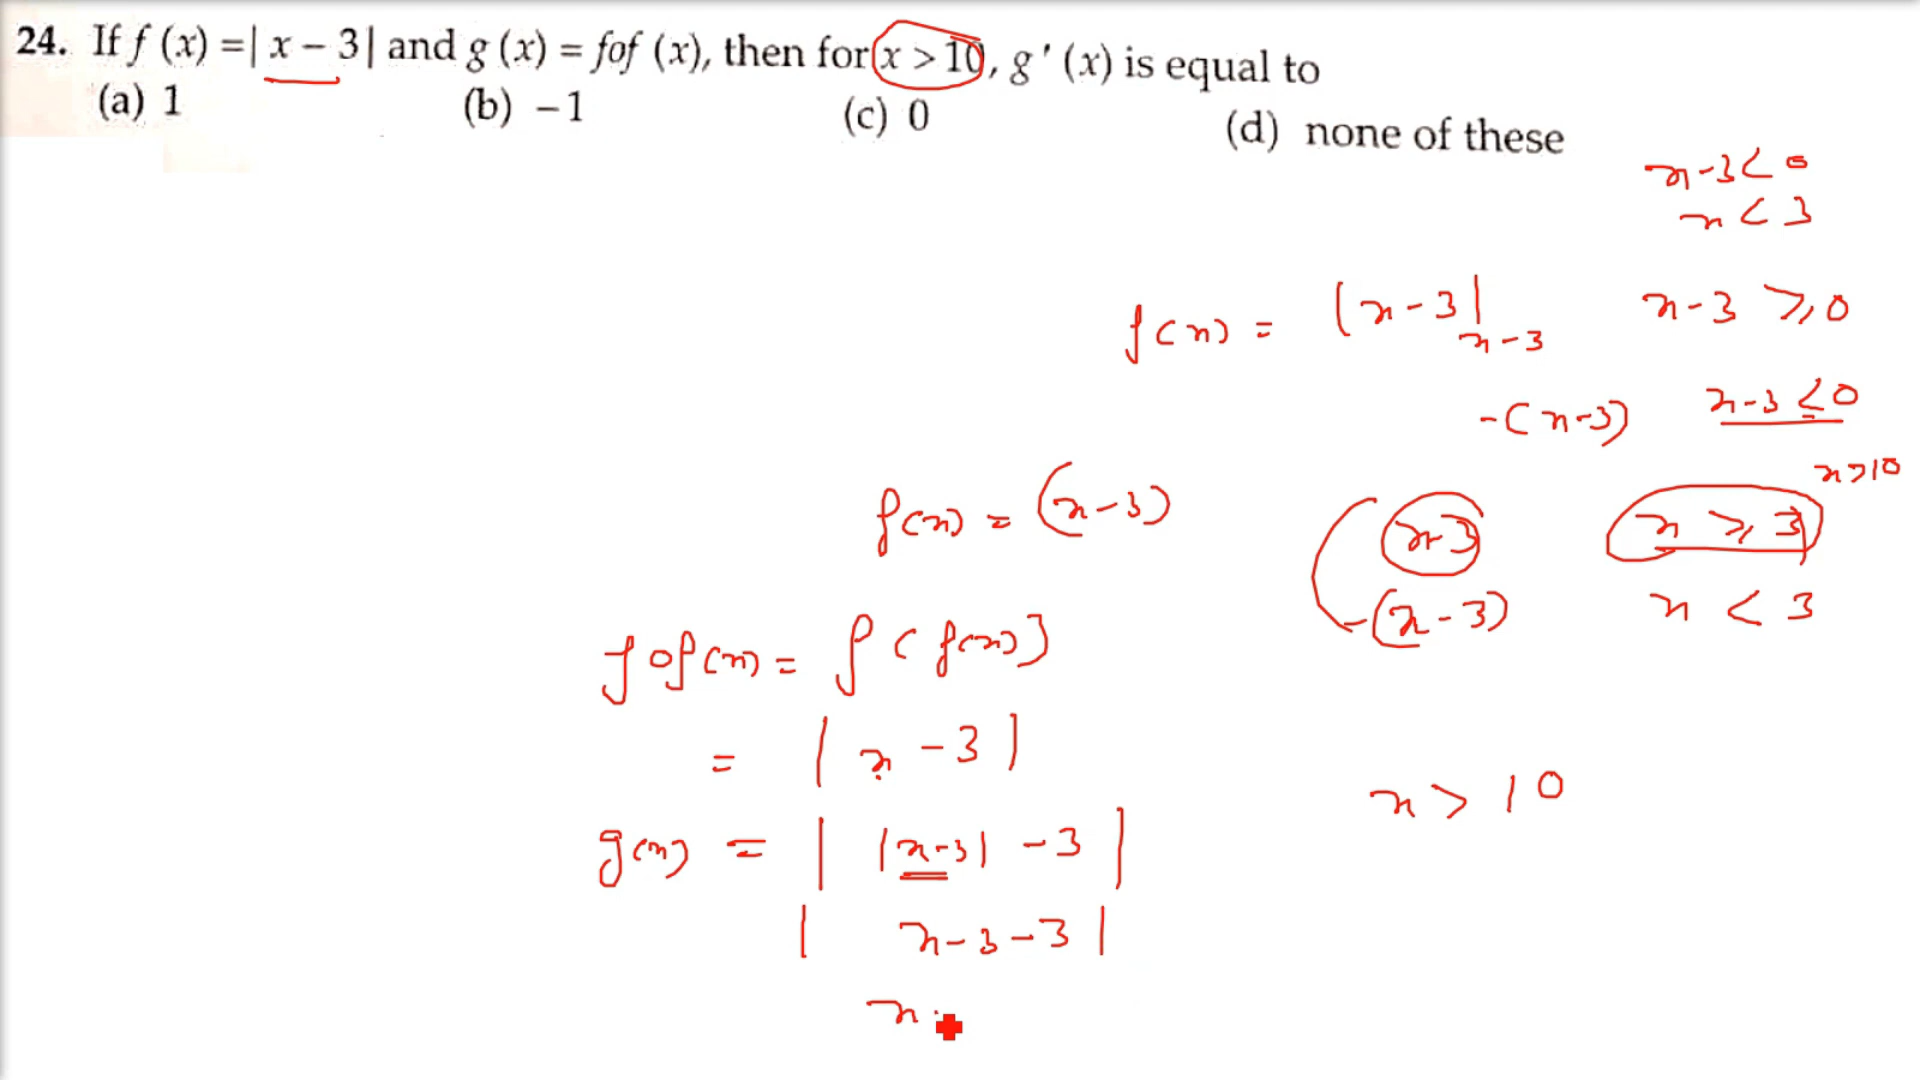 24. If f (x) =| x – 3| and g (x) = fof (x), then for x > 10, g ' (x) is equal to
(a) 1 (b) – 1 (c) 0 (d) none of these
x-3<0
x < 3
f(x) = |x-3| x-3 ⩾0
x-3
-(x-3) x-3<0
x>10
f(x) = (x-3) x-3 x ⩾ 3
-(x-3) x < 3
fof(x) = f(f(x)]
= | x -3 |
x > 10
g(x) = | |x-3| -3 |
| x-3-3 |
x